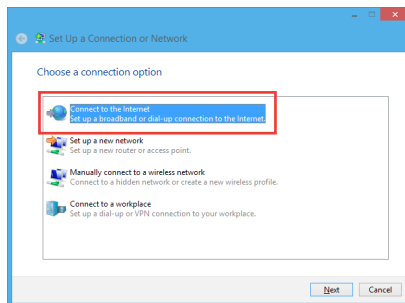 Set Up a Connection or Network
Choose a connection option
Connect to the Internet
Set up a broadband or dial-up connection to the Internet.
Set up a new network
Set up a new router or access point.
Manually connect to a wireless network
Connect to a hidden network or create a new wireless profile.
Connect to a workplace
Set up a dial-up or VPN connection to your workplace.
Next Cancel